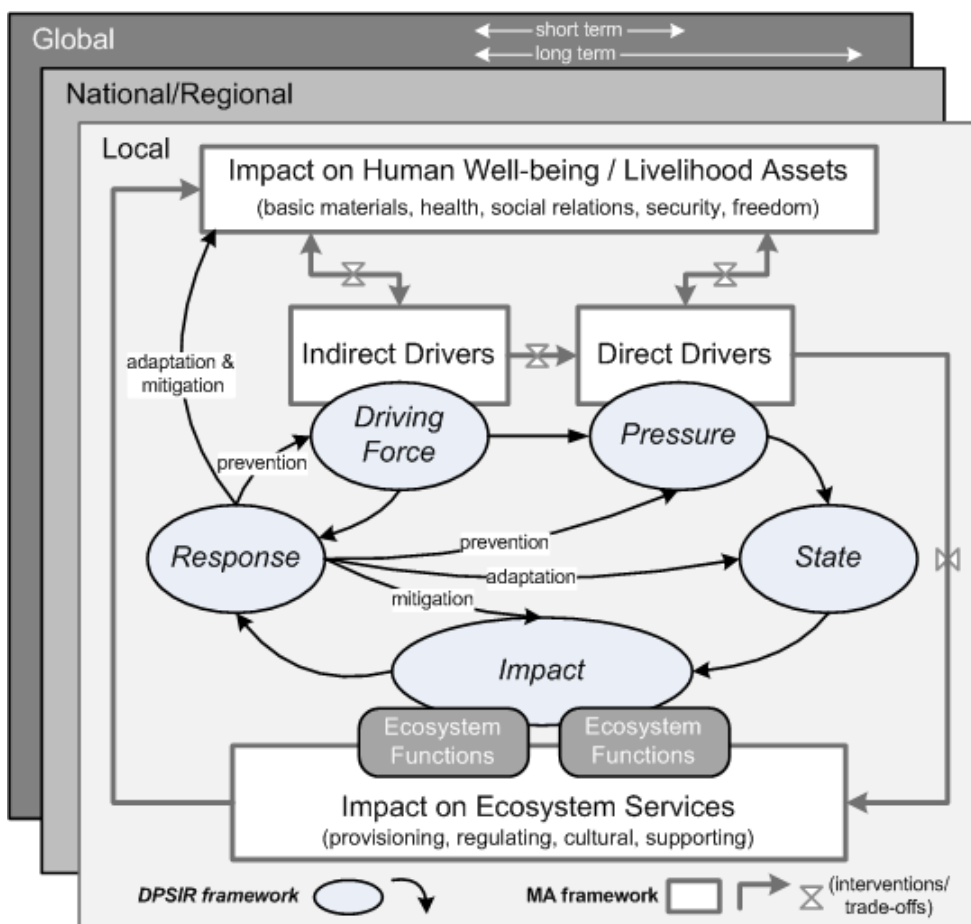 Global
short term
long term
National/Regional
Local
Impact on Human Well-being / Livelihood Assets
(basic materials, health, social relations, security, freedom)
adaptation &
mitigation
Indirect Drivers
Direct Drivers
Driving
Force
Pressure
prevention
Response
prevention
State
adaptation
mitigation
Impact
Ecosystem
Functions
Ecosystem
Functions
Impact on Ecosystem Services
(provisioning, regulating, cultural, supporting)
DPSIR framework
MA framework
(interventions/
trade-offs)